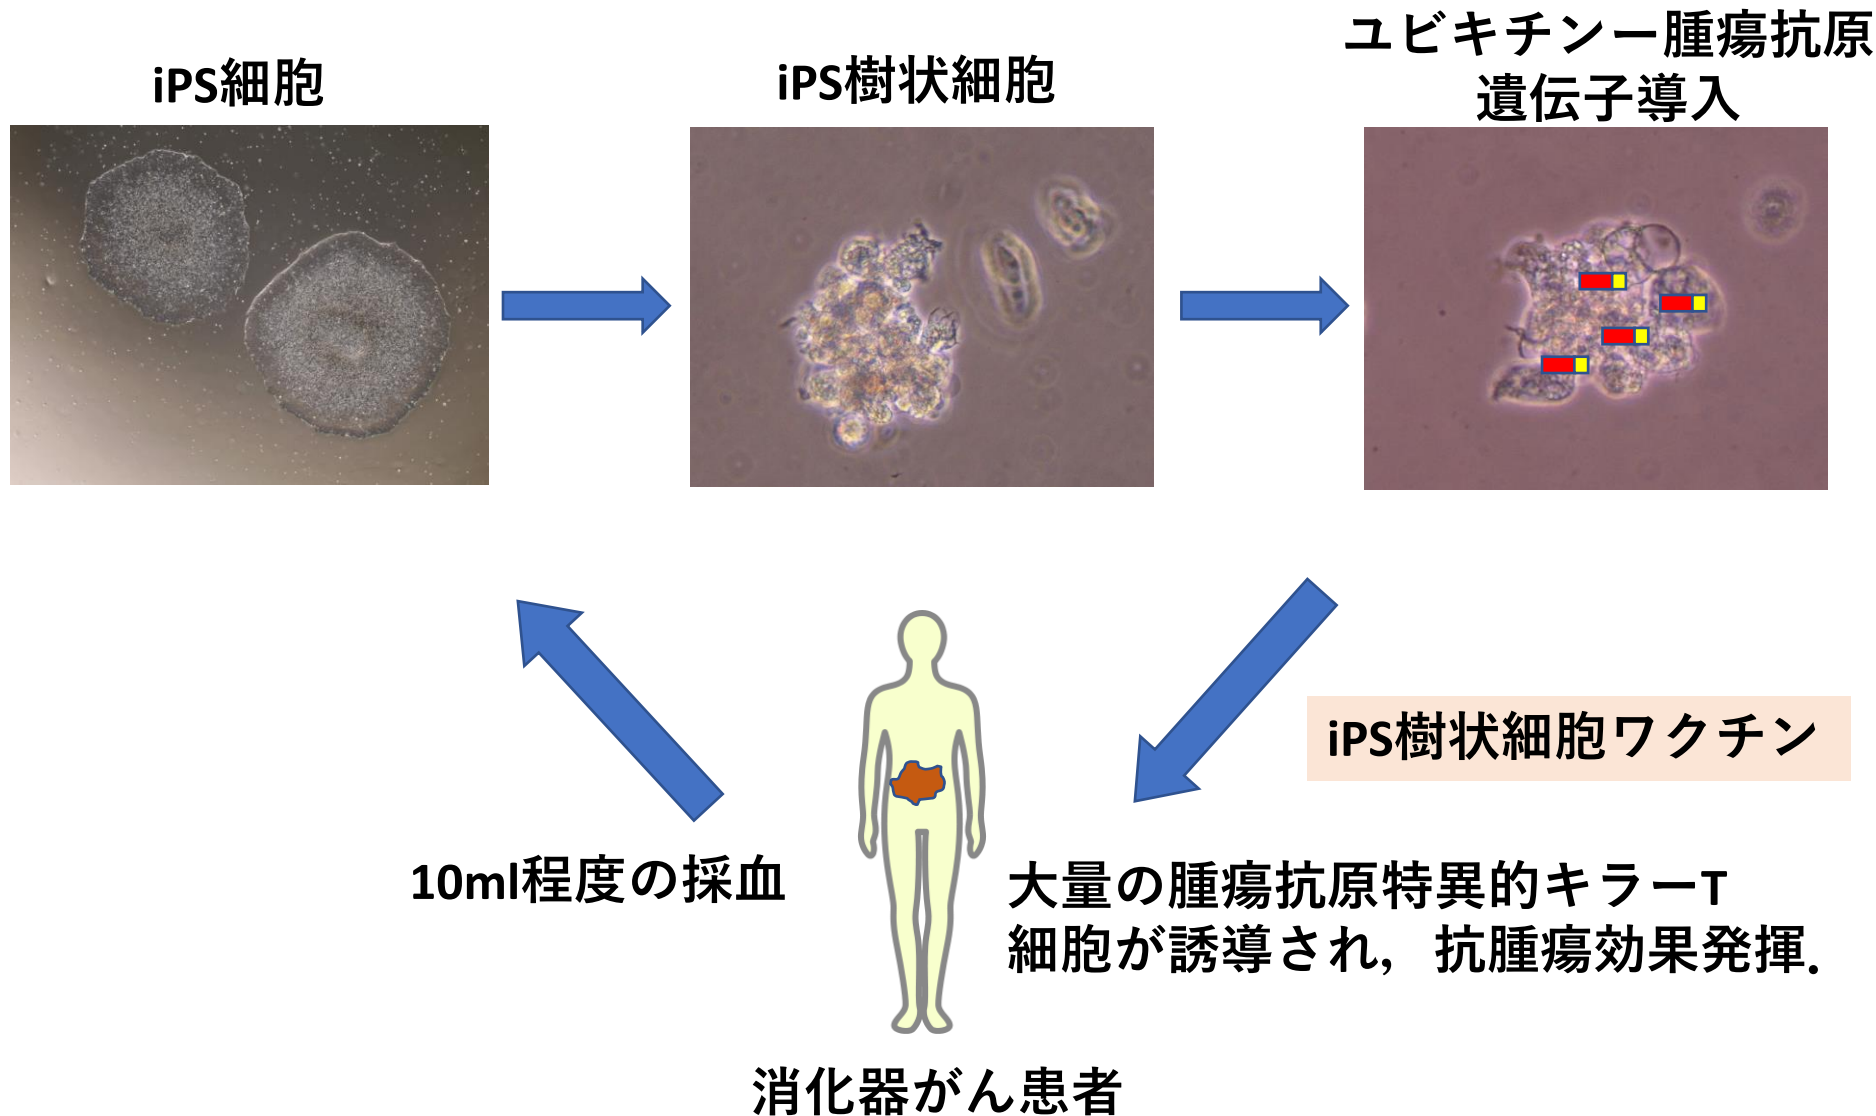 iPS細胞
iPS樹状細胞
ユビキチンー腫瘍抗原
遺伝子導入
iPS樹状細胞ワクチン
10ml程度の採血
大量の腫瘍抗原特異的キラーT
細胞が誘導され，抗腫瘍効果発揮．
消化器がん患者